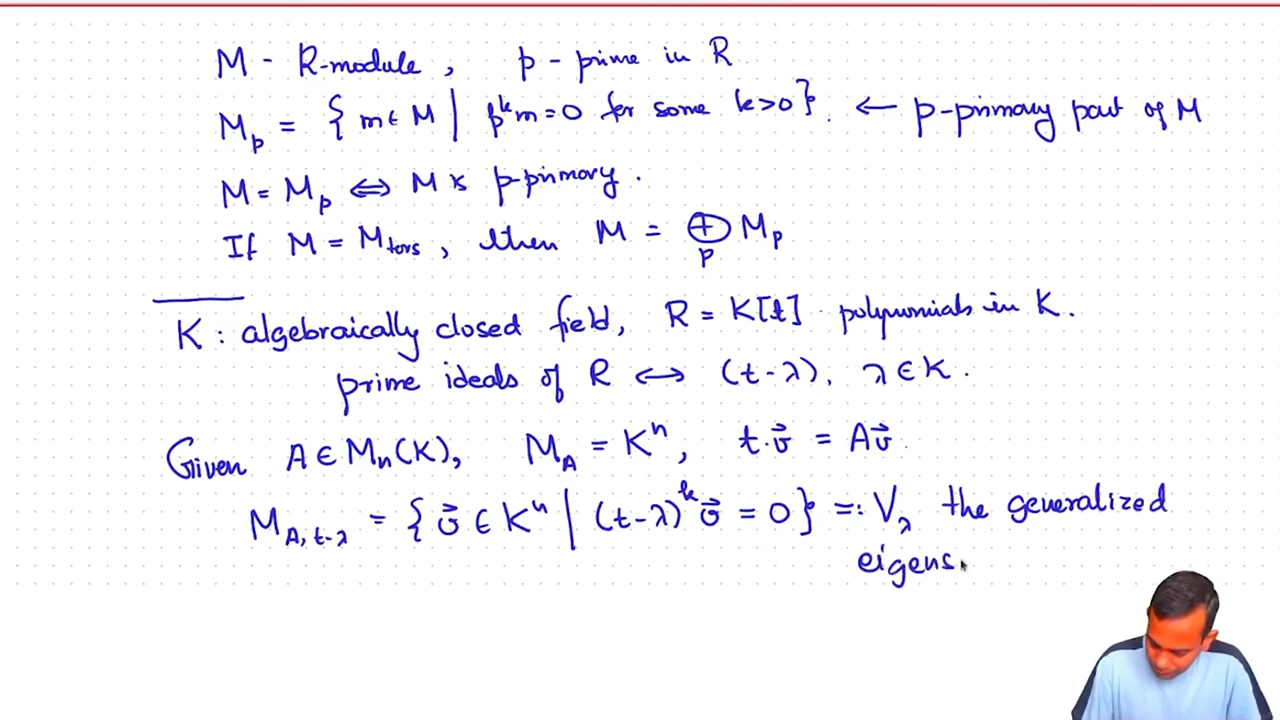 M - R-module, p - prime in R
M_p = {m ∈ M | p^k m = 0 for some k>0}. ← p-primary part of M
M = M_p ⇔ M is p-primary.
If M = M_tors, then M = ⊕_p M_p
K : algebraically closed field, R = K[t] polynomials in K.
prime ideals of R ↔ (t-λ), λ ∈ K.
Given A ∈ M_n(K), M_A = K^n, t·v⃗ = Av⃗.
M_{A, t-λ} = {v⃗ ∈ K^n | (t-λ)^k v⃗ = 0} =: V_λ the generalized
eigens